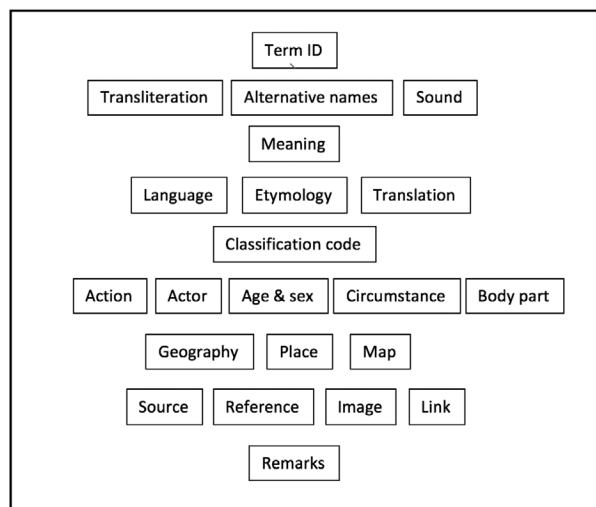 Term ID
Transliteration Alternative names Sound
Meaning
Language Etymology Translation
Classification code
Action Actor Age & sex Circumstance Body part
Geography Place Map
Source Reference Image Link
Remarks